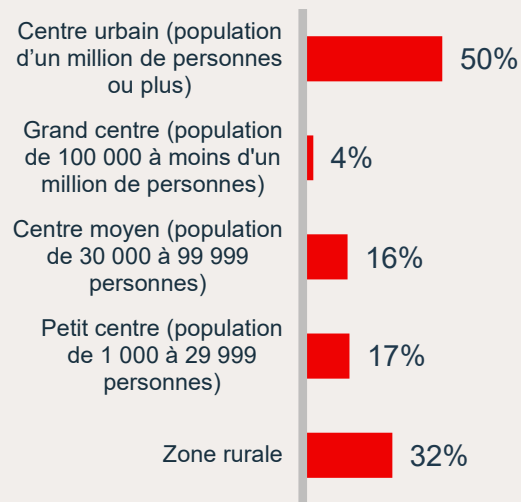 Centre urbain (population
d’un million de personnes
ou plus)
50%
Grand centre (population
de 100 000 à moins d'un
million de personnes)
4%
Centre moyen (population
de 30 000 à 99 999
personnes)
16%
Petit centre (population
de 1 000 à 29 999
personnes)
17%
Zone rurale
32%